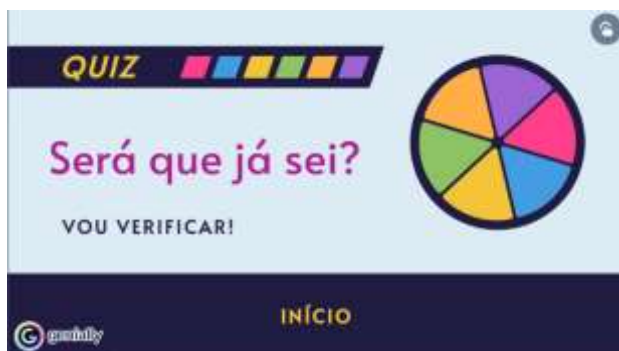 QUIZ
Será que já sei?
VOU VERIFICAR!
INÍCIO
genially